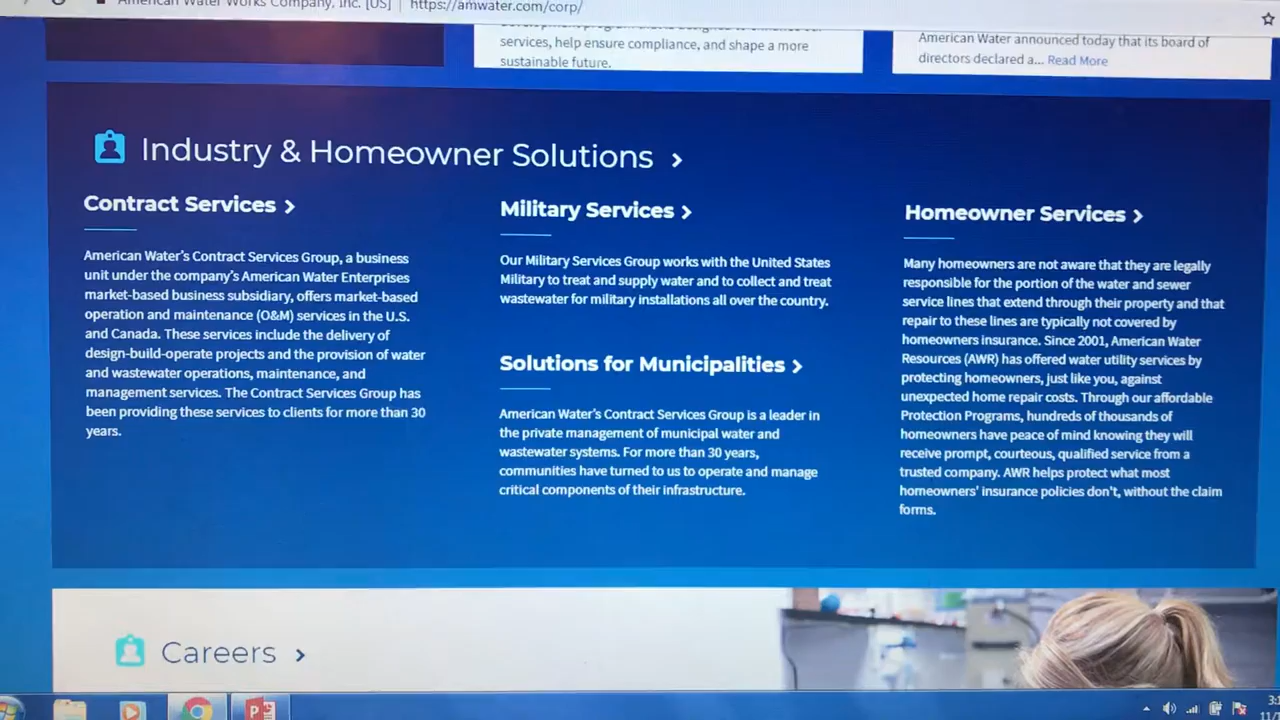 American Water Works Company, Inc. [US] | https://amwater.com/corp/
services, help ensure compliance, and shape a more
sustainable future.
American Water announced today that its board of
directors declared a... Read More
Industry & Homeowner Solutions
Contract Services
American Water's Contract Services Group, a business
unit under the company's American Water Enterprises
market-based business subsidiary, offers market-based
operation and maintenance (O&M) services in the U.S.
and Canada. These services include the delivery of
design-build-operate projects and the provision of water
and wastewater operations, maintenance, and
management services. The Contract Services Group has
been providing these services to clients for more than 30
years.
Military Services
Our Military Services Group works with the United States
Military to treat and supply water and to collect and treat
wastewater for military installations all over the country.
Solutions for Municipalities
American Water's Contract Services Group is a leader in
the private management of municipal water and
wastewater systems. For more than 30 years,
communities have turned to us to operate and manage
critical components of their infrastructure.
Homeowner Services
Many homeowners are not aware that they are legally
responsible for the portion of the water and sewer
service lines that extend through their property and that
repair to these lines are typically not covered by
homeowners insurance. Since 2001, American Water
Resources (AWR) has offered water utility services by
protecting homeowners, just like you, against
unexpected home repair costs. Through our affordable
Protection Programs, hundreds of thousands of
homeowners have peace of mind knowing they will
receive prompt, courteous, qualified service from a
trusted company. AWR helps protect what most
homeowners' insurance policies don't, without the claim
forms.
Careers